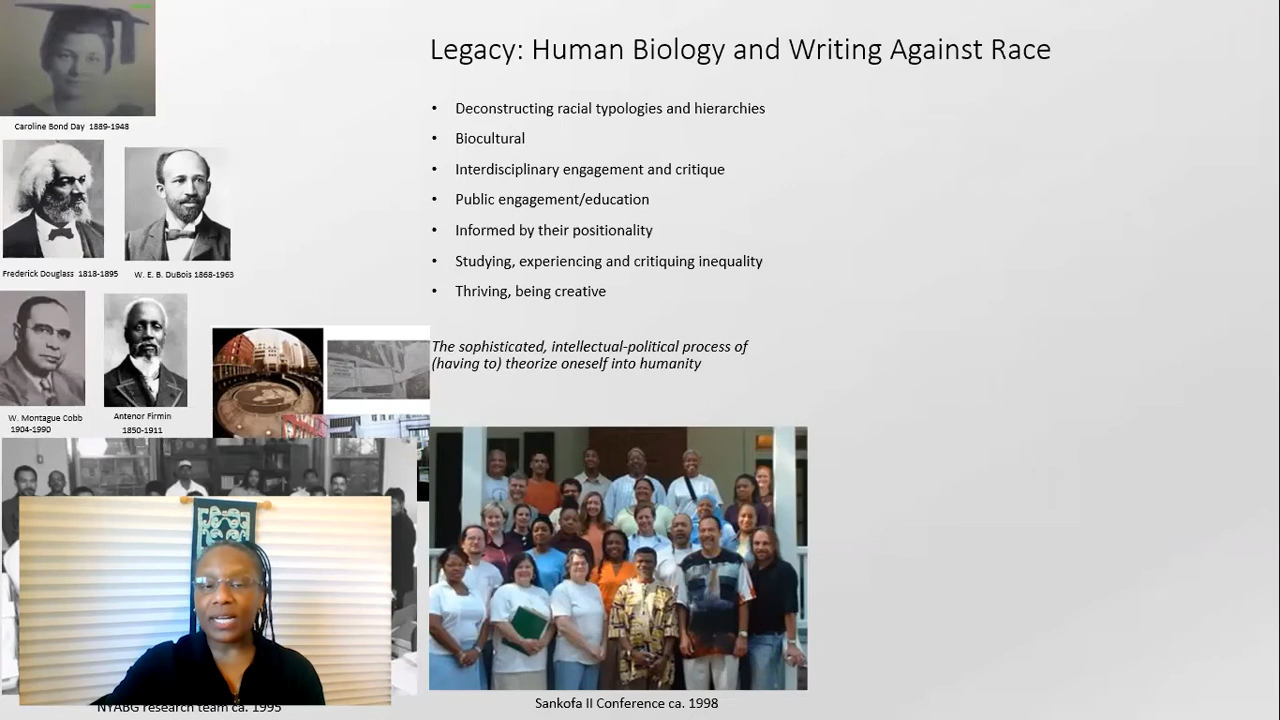 Legacy: Human Biology and Writing Against Race
Caroline Bond Day 1889-1948
Frederick Douglass 1818-1895
W. E. B. DuBois 1868-1963
W. Montague Cobb
1904-1990
Antenor Firmin
1850-1911
• Deconstructing racial typologies and hierarchies
• Biocultural
• Interdisciplinary engagement and critique
• Public engagement/education
• Informed by their positionality
• Studying, experiencing and critiquing inequality
• Thriving, being creative
The sophisticated, intellectual-political process of
(having to) theorize oneself into humanity
NYABG research team ca. 1995
Sankofa II Conference ca. 1998